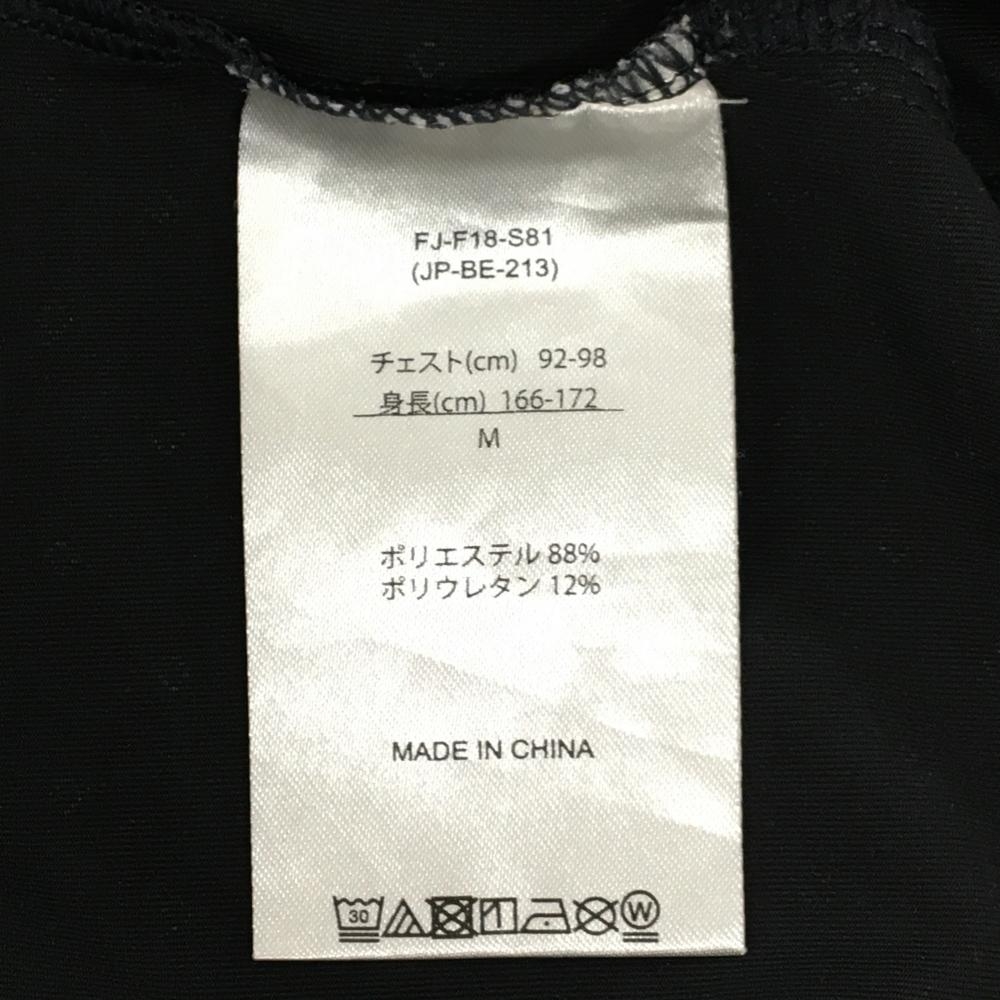 FJ-F18-S81
(JP-BE-213)
チェスト(cm) 92-98
身長(cm) 166-172
M
ポリエステル 88%
ポリウレタン 12%
MADE IN CHINA
30 W